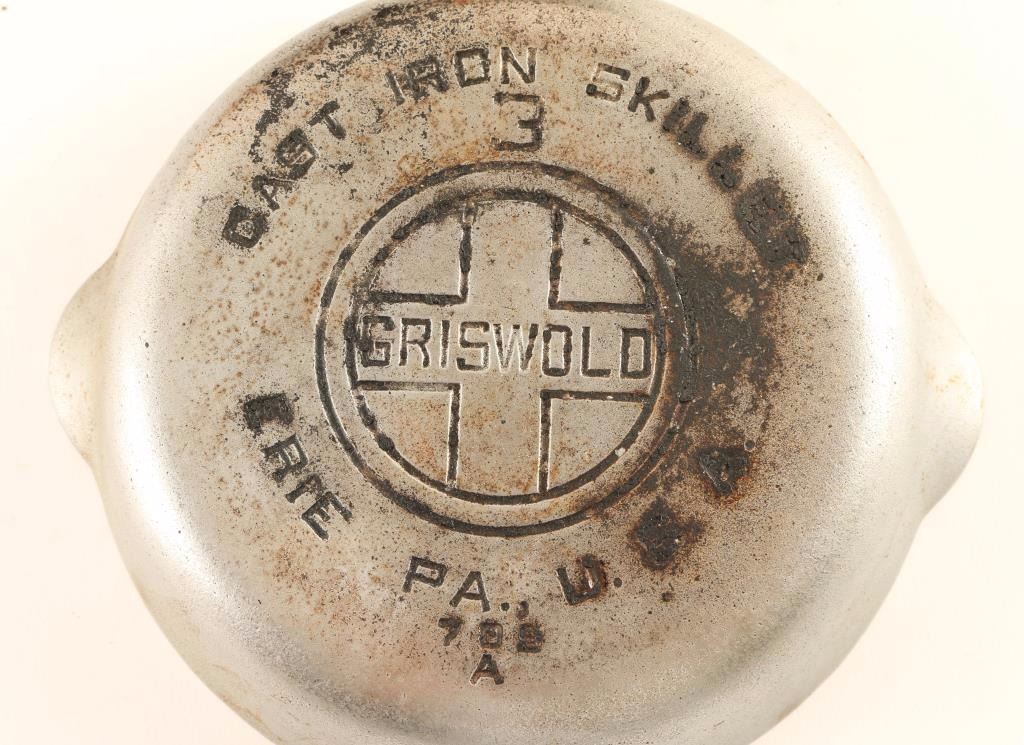 CAST IRON SKILLET
3
GRISWOLD
ERIE PA., U.S.A.
709
A